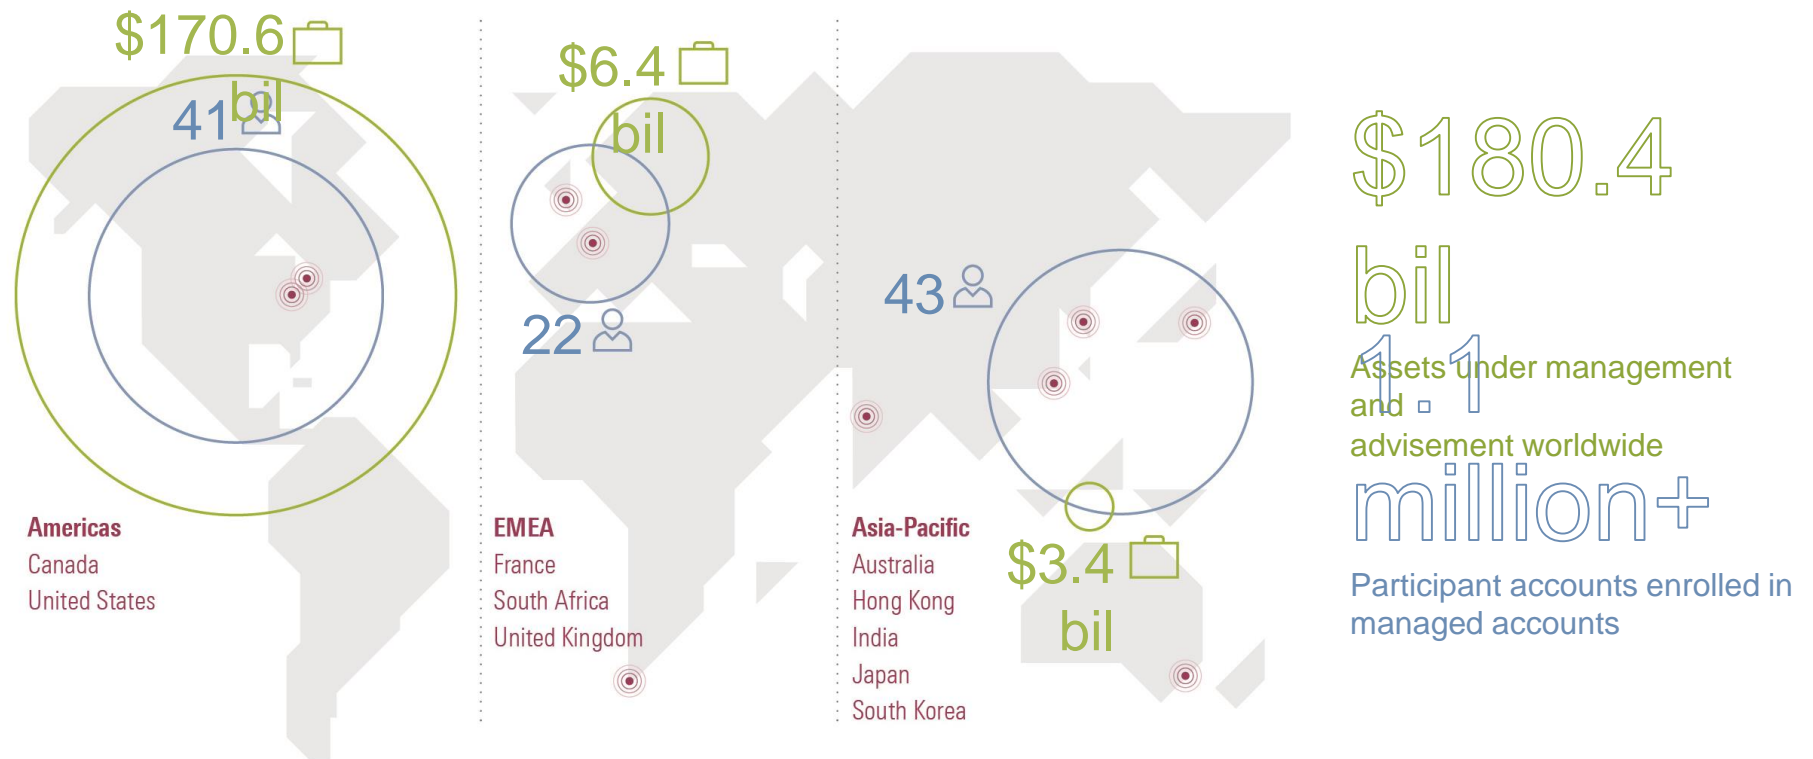 $170.6
bil
41
Americas
Canada
United States
$6.4
bil
22
EMEA
France
South Africa
United Kingdom
43
Asia-Pacific
Australia
Hong Kong
India
Japan
South Korea
$3.4
bil
$180.4
bil
Assets under management
and
advisement worldwide
1.1
million+
Participant accounts enrolled in
managed accounts